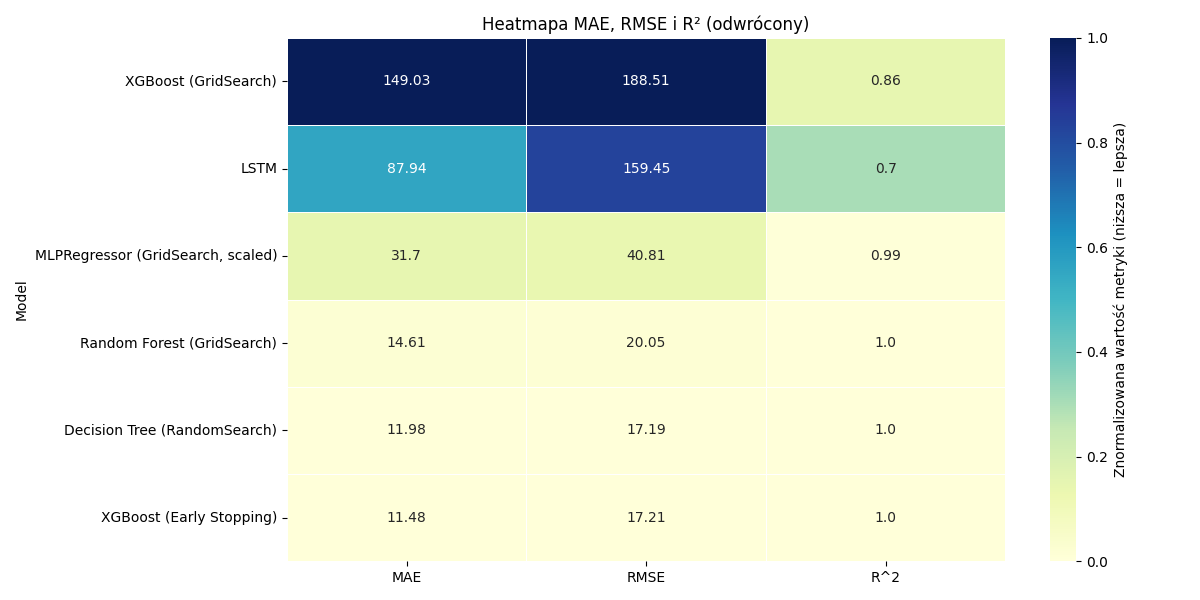 Heatmapa MAE, RMSE i R² (odwrócony)
Model
XGBoost (GridSearch) 149.03 188.51 0.86
LSTM 87.94 159.45 0.7
MLPRegressor (GridSearch, scaled) 31.7 40.81 0.99
Random Forest (GridSearch) 14.61 20.05 1.0
Decision Tree (RandomSearch) 11.98 17.19 1.0
XGBoost (Early Stopping) 11.48 17.21 1.0
MAE RMSE R^2
1.0
0.8
0.6
0.4
0.2
0.0
Znormalizowana wartość metryki (niższa = lepsza)